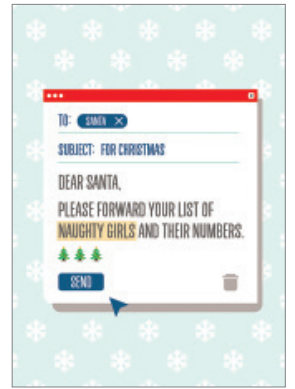 TO: SANTA
SUBJECT: FOR CHRISTMAS
DEAR SANTA,
PLEASE FORWARD YOUR LIST OF
NAUGHTY GIRLS AND THEIR NUMBERS.
SEND